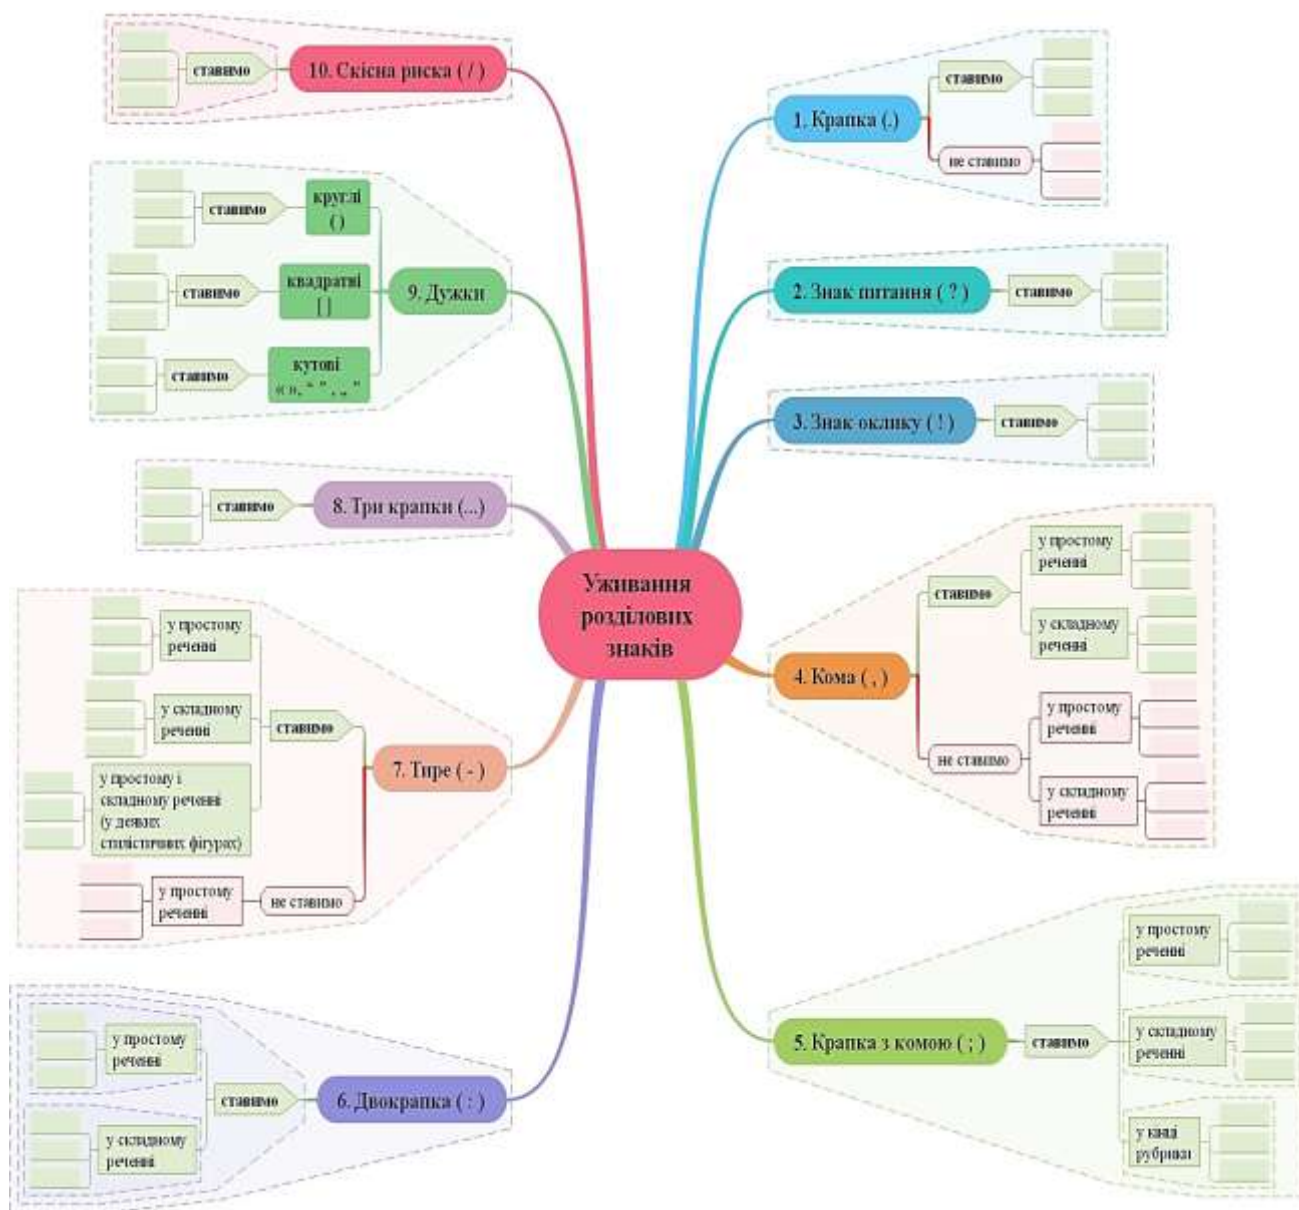 Уживання
розділових
знаків
1. Крапка (.)
ставимо
не ставимо
2. Знак питання ( ? )
ставимо
3. Знак оклику ( ! )
ставимо
4. Кома ( , )
ставимо
у простому
реченні
у складному
реченні
не ставимо
у простому
реченні
у складному
реченні
5. Крапка з комою ( ; )
ставимо
у простому
реченні
у складному
реченні
у кінці
рубрики
6. Двокрапка ( : )
ставимо
у простому
реченні
у складному
реченні
7. Тире ( - )
ставимо
у простому
реченні
у складному
реченні
у простому і
складному реченні
(у деяких
стилістичних фігурах)
не ставимо
у простому
реченні
8. Три крапки (...)
ставимо
9. Дужки
круглі
( )
ставимо
квадратні
[ ]
ставимо
кутові
« », “ ” , „ ”
ставимо
10. Скісна риска ( / )
ставимо